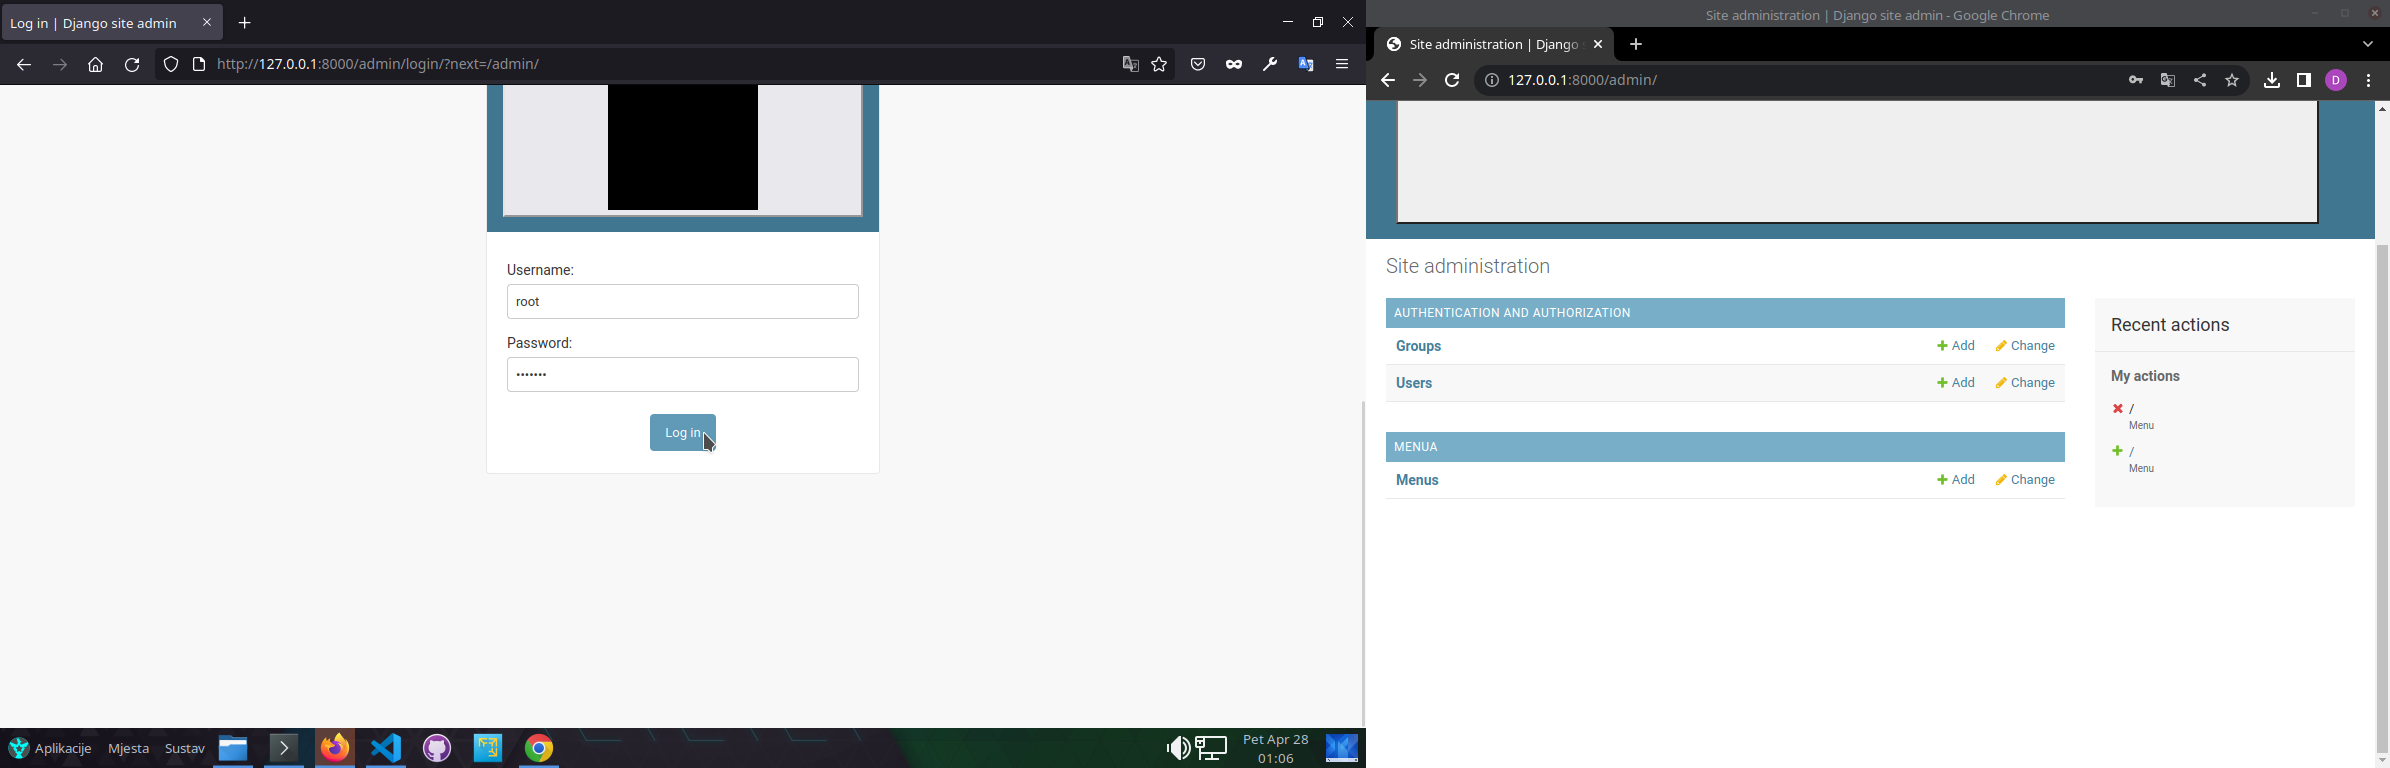 Log in | Django site admin
http://127.0.0.1:8000/admin/login/?next=/admin/
Username:
root
Password:
•••••••
Log in
Aplikacije Mjesta Sustav
Pet Apr 28
01:06
Site administration | Django site admin - Google Chrome
Site administration | Django
127.0.0.1:8000/admin/
D
Site administration
AUTHENTICATION AND AUTHORIZATION
Groups Add Change
Users Add Change
MENUA
Menus Add Change
Recent actions
My actions
/
Menu
/
Menu